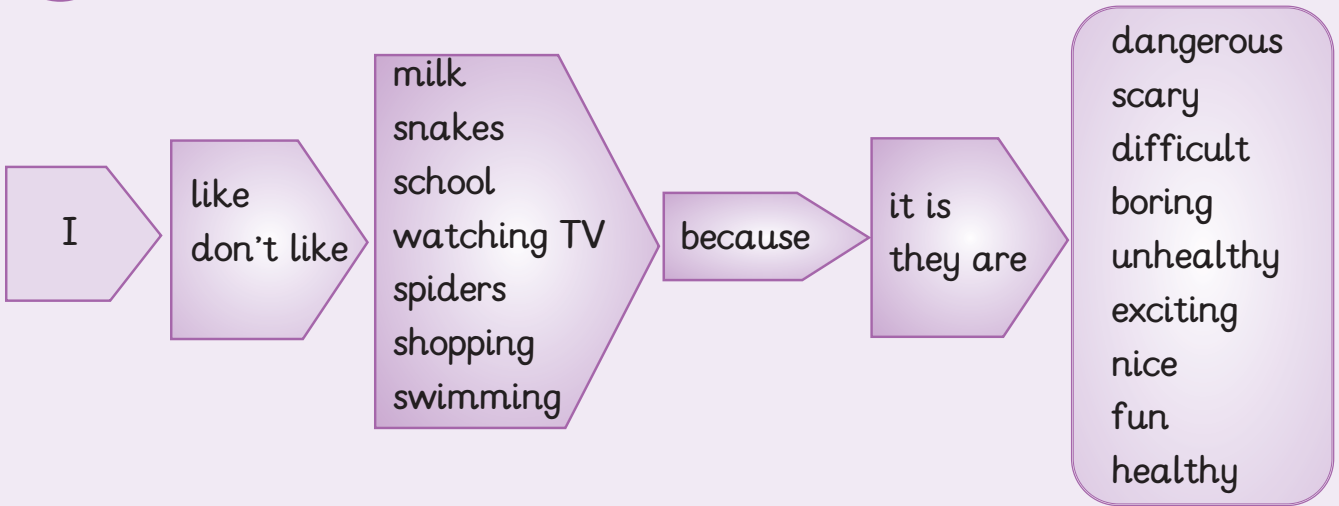 I
like
don't like
milk
snakes
school
watching TV
spiders
shopping
swimming
because
it is
they are
dangerous
scary
difficult
boring
unhealthy
exciting
nice
fun
healthy